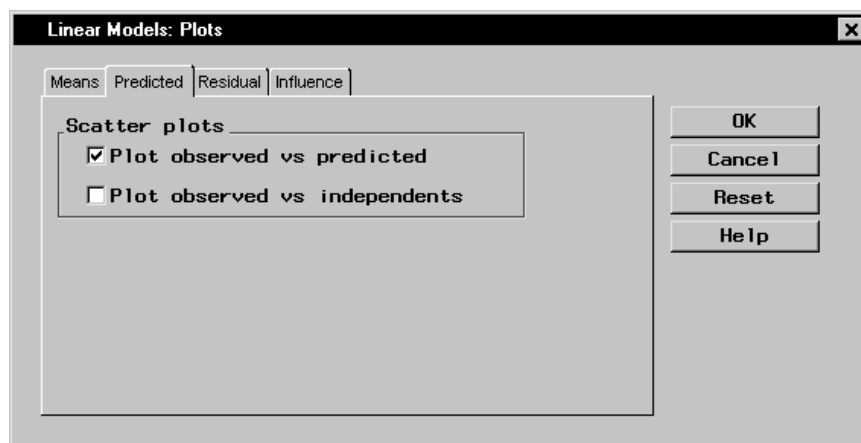 Linear Models: Plots
Means Predicted Residual Influence
Scatter plots
Plot observed vs predicted
Plot observed vs independents
OK
Cancel
Reset
Help